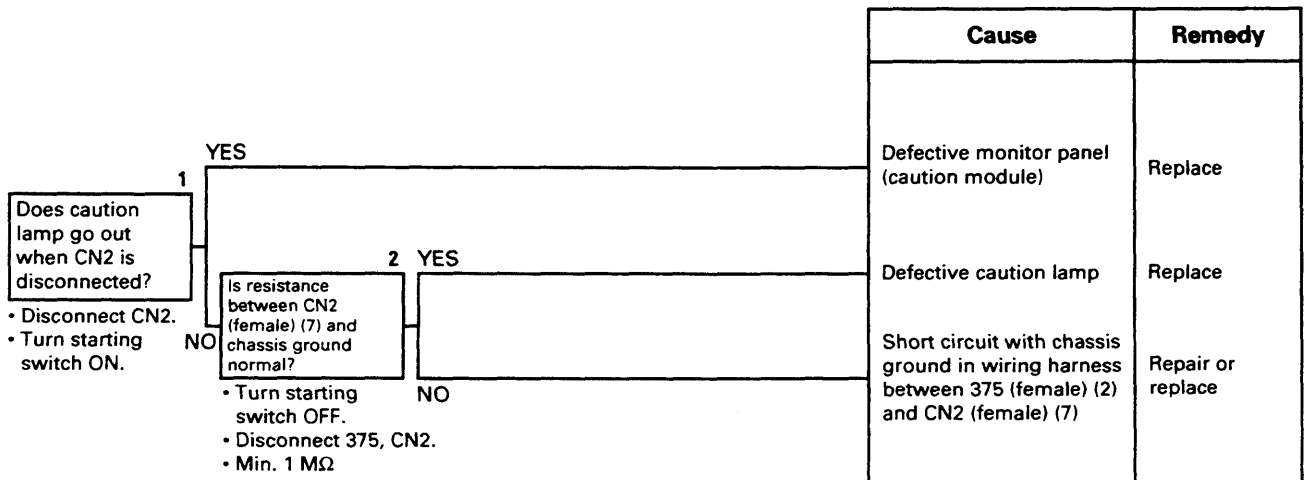 Cause
Remedy
YES
1
Does caution
lamp go out
when CN2 is
disconnected?
• Disconnect CN2.
• Turn starting
switch ON.
NO
2
YES
Is resistance
between CN2
(female) (7) and
chassis ground
normal?
• Turn starting
switch OFF.
• Disconnect 375, CN2.
• Min. 1 MΩ
NO
Defective monitor panel
(caution module)
Replace
Defective caution lamp
Replace
Short circuit with chassis
ground in wiring harness
between 375 (female) (2)
and CN2 (female) (7)
Repair or
replace